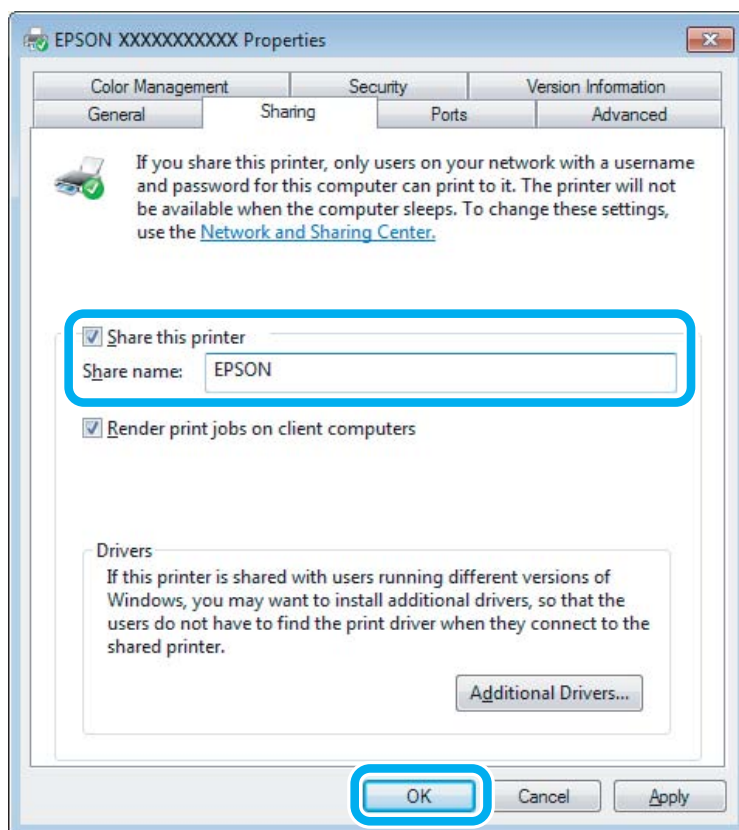 EPSON XXXXXXXXXXX Properties
Color Management Security Version Information
General Sharing Ports Advanced
If you share this printer, only users on your network with a username
and password for this computer can print to it. The printer will not
be available when the computer sleeps. To change these settings,
use the Network and Sharing Center.
Share this printer
Share name: EPSON
Render print jobs on client computers
Drivers
If this printer is shared with users running different versions of
Windows, you may want to install additional drivers, so that the
users do not have to find the print driver when they connect to the
shared printer.
Additional Drivers...
OK Cancel Apply